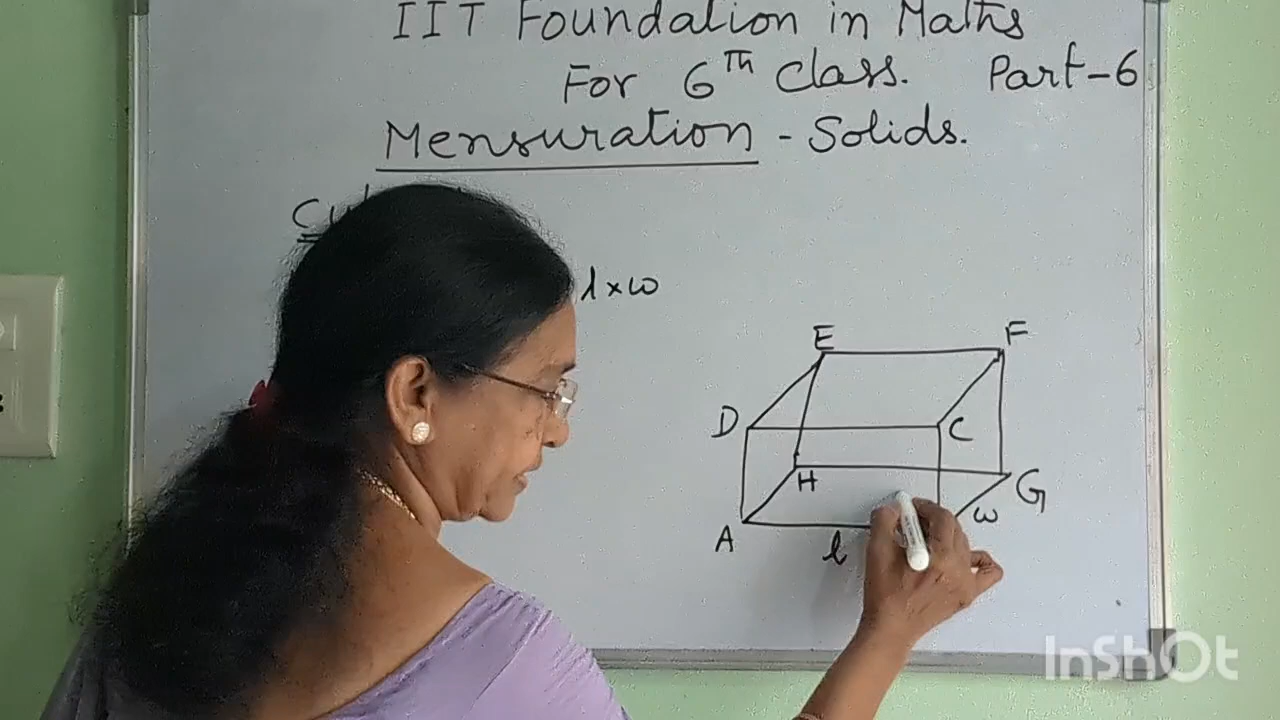 IIT Foundation in Maths
For 6Th Class. Part-6
Mensuration - Solids.
l × w
E F
D C
H G
w
A l
InShOt